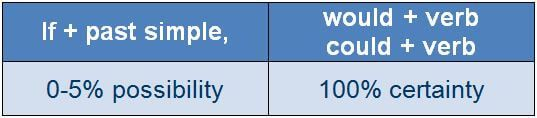 If + past simple,
would + verb
could + verb
0-5% possibility
100% certainty